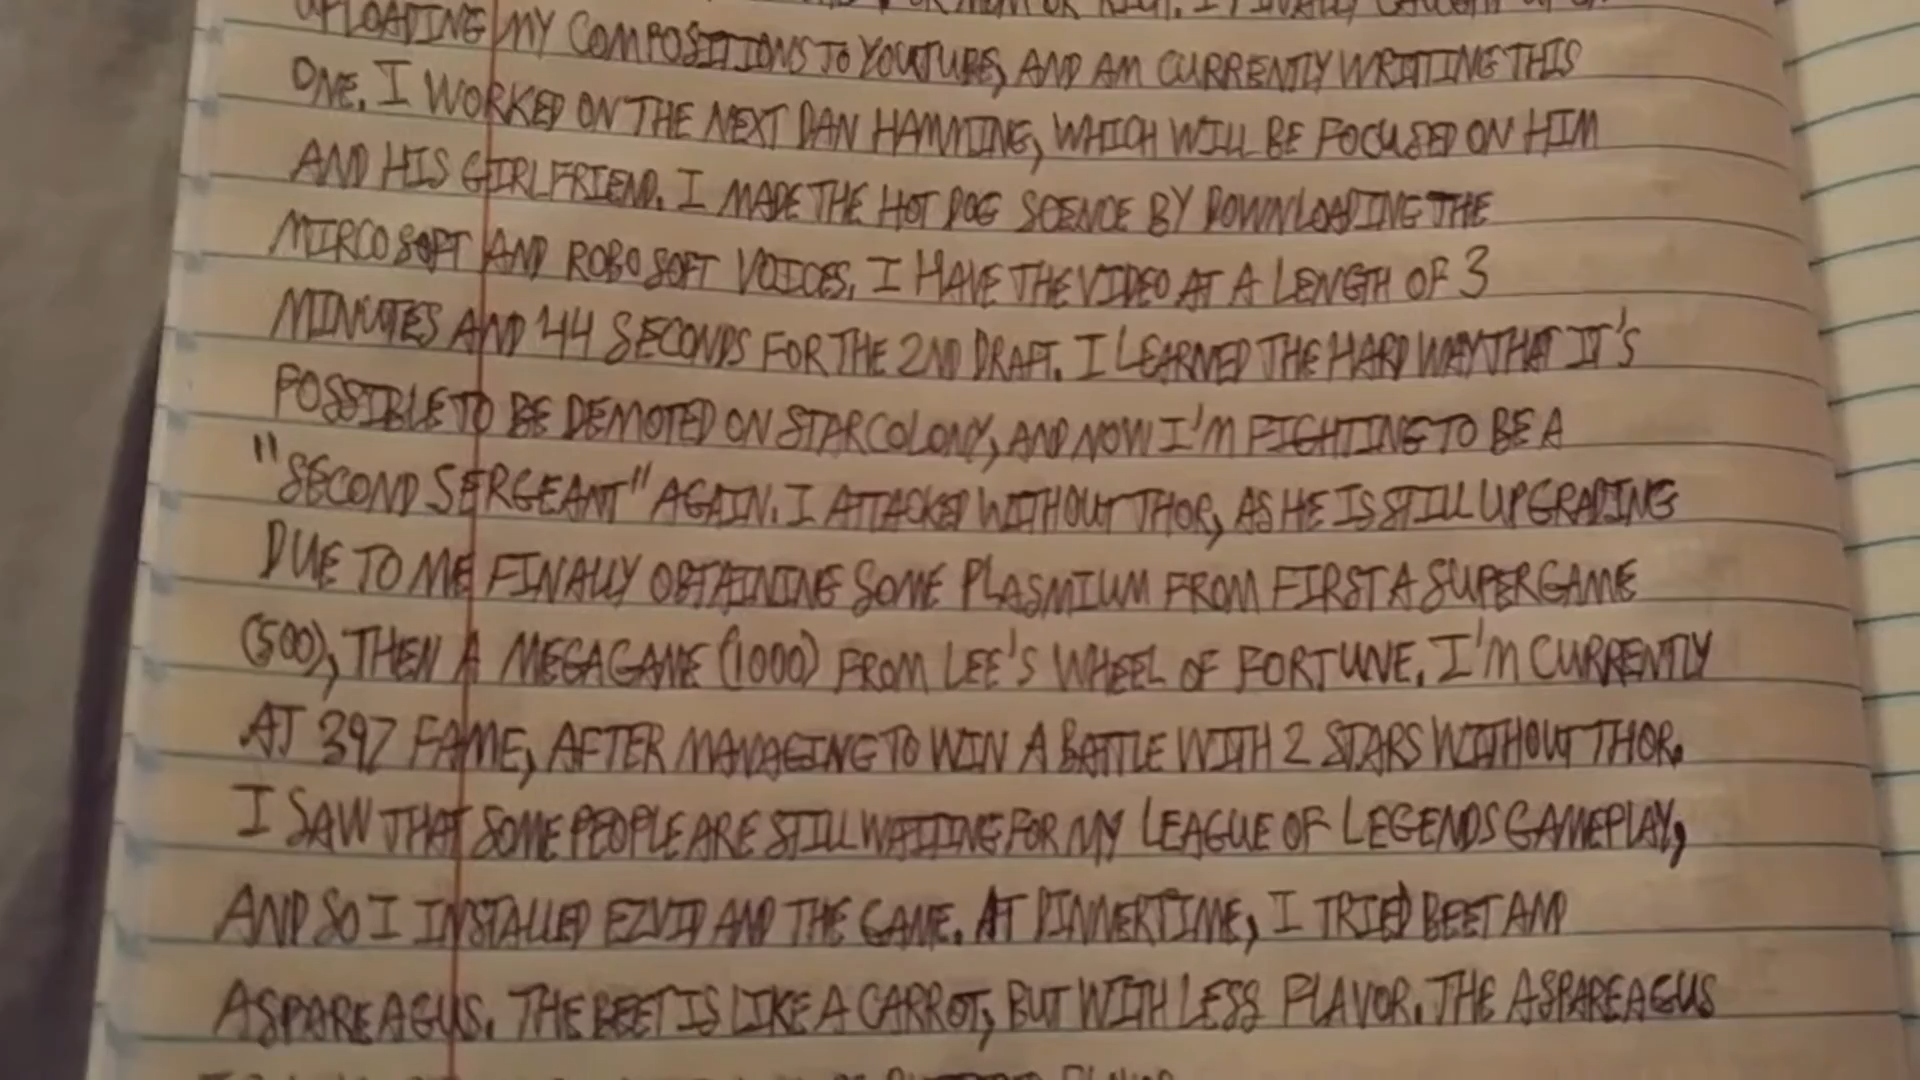 UPLOADING MY COMPOSITIONS TO YOUTUBE, AND AM CURRENTLY WRITING THIS
ONE. I WORKED ON THE NEXT DAN HAMMING, WHICH WILL BE FOCUSED ON HIM
AND HIS GIRLFRIEND. I MADE THE HOT DOG SCENCE BY DOWNLOADING THE
MIRCOSOFT AND ROBOSOFT VOICES. I HAVE THE VIDEO AT A LENGTH OF 3
MINUTES AND 44 SECONDS FOR THE 2ND DRAFT. I LEARNED THE HARD WAY THAT IT'S
POSSIBLE TO BE DEMOTED ON STAR COLONY, AND NOW I'M FIGHTING TO BE A
"SECOND SERGEANT" AGAIN. I ATTACKED WITHOUT THOR, AS HE IS STILL UPGRADING
DUE TO ME FINALLY OBTAINING SOME PLASMIUM FROM FIRST A SUPERGAME
(500), THEN A MEGAGAME (1000) FROM LEE'S WHEEL OF FORTUNE. I'M CURRENTLY
AT 397 FAME, AFTER MANAGING TO WIN A BATTLE WITH 2 STARS WITHOUT THOR.
I SAW THAT SOME PEOPLE ARE STILL WAITING FOR MY LEAGUE OF LEGENDS GAMEPLAY,
AND SO I INSTALLED EZVID AND THE GAME. AT DINNERTIME, I TRIED BEET AND
ASPAREAGUS. THE BEET IS LIKE A CARROT, BUT WITH LESS FLAVOR. THE ASPAREAGUS